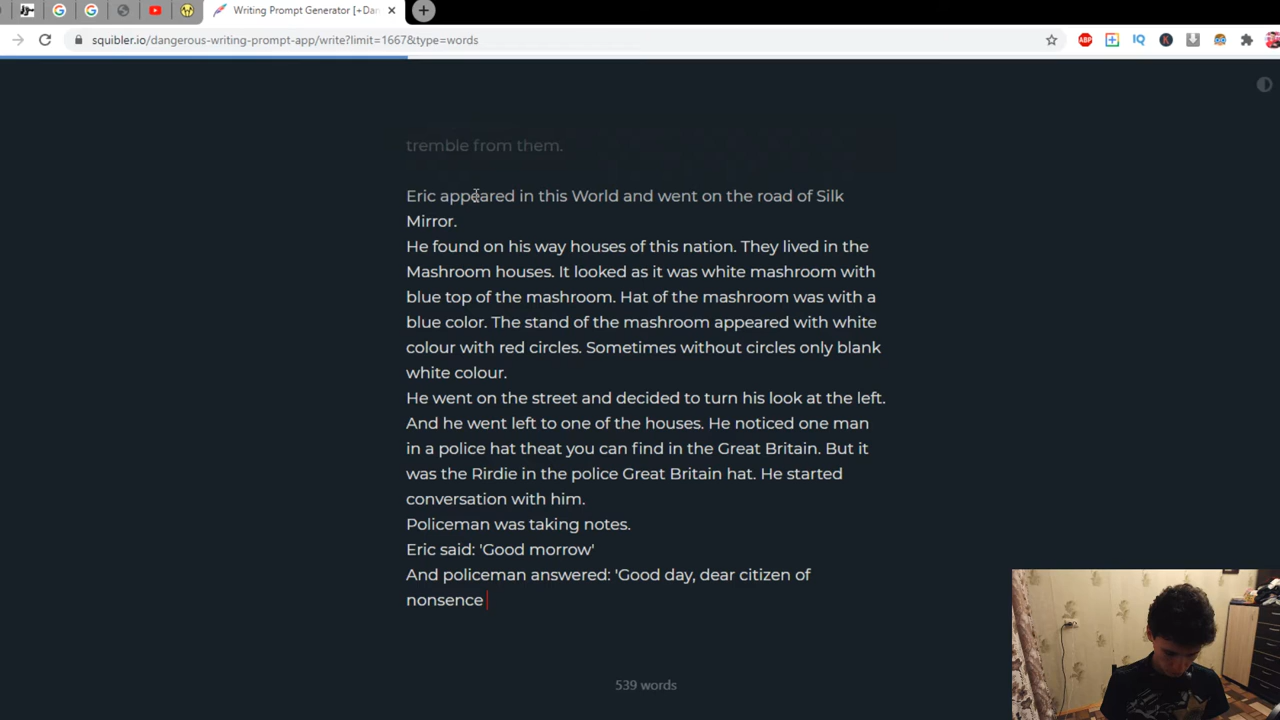 Writing Prompt Generator [+Dan
squibler.io/dangerous-writing-prompt-app/write?limit=1667&type=words
ABP
IQ
K
tremble from them.
Eric appeared in this World and went on the road of Silk
Mirror.
He found on his way houses of this nation. They lived in the
Mashroom houses. It looked as it was white mashroom with
blue top of the mashroom. Hat of the mashroom was with a
blue color. The stand of the mashroom appeared with white
colour with red circles. Sometimes without circles only blank
white colour.
He went on the street and decided to turn his look at the left.
And he went left to one of the houses. He noticed one man
in a police hat theat you can find in the Great Britain. But it
was the Rirdie in the police Great Britain hat. He started
conversation with him.
Policeman was taking notes.
Eric said: 'Good morrow'
And policeman answered: 'Good day, dear citizen of
nonsence
539 words